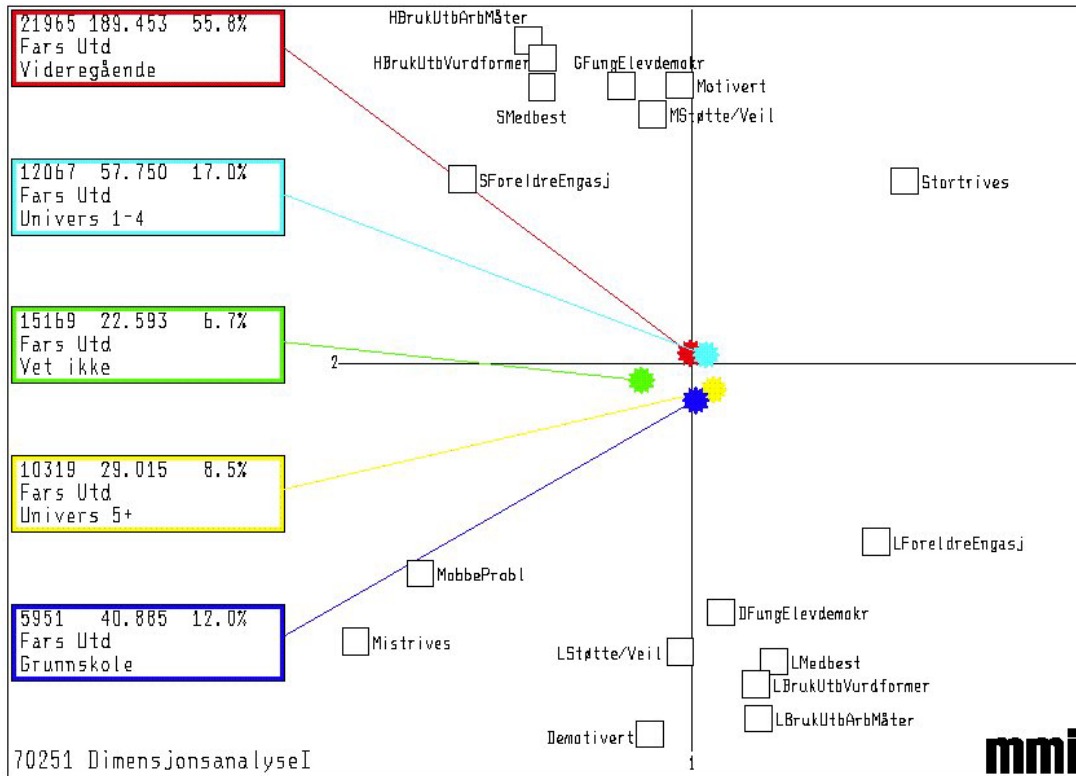 21965 189.453 55.8%
Fars Utd
Videregående
12067 57.750 17.0%
Fars Utd
Univers 1-4
15169 22.593 6.7%
Fars Utd
Vet ikke
10319 29.015 8.5%
Fars Utd
Univers 5+
5951 40.885 12.0%
Fars Utd
Grunnskole
HBrukUtbArbMåter
HBrukUtbVurdformer
GFungElevdemokr
SMedbest
Motivert
MStøtte/Veil
SForeldreEngasj
Stortrives
2
LForeldreEngasj
MobbeProbl
DFungElevdemokr
Mistrives
LStøtte/Veil
LMedbest
LBrukUtbVurdformer
LBrukUtbArbMåter
Demotivert
1
70251 DimensjonsanalyseI
mmi